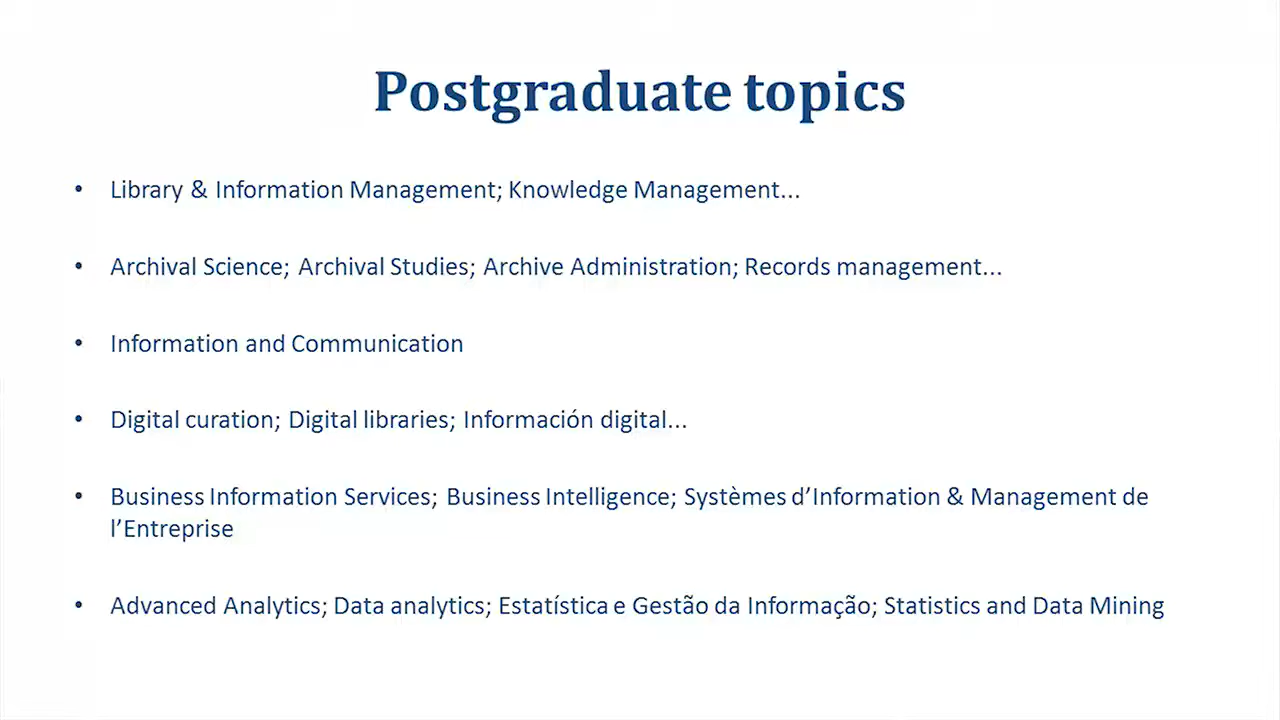 Postgraduate topics
• Library & Information Management; Knowledge Management...
• Archival Science; Archival Studies; Archive Administration; Records management...
• Information and Communication
• Digital curation; Digital libraries; Información digital...
• Business Information Services; Business Intelligence; Systèmes d’Information & Management de
l’Entreprise
• Advanced Analytics; Data analytics; Estatística e Gestão da Informação; Statistics and Data Mining